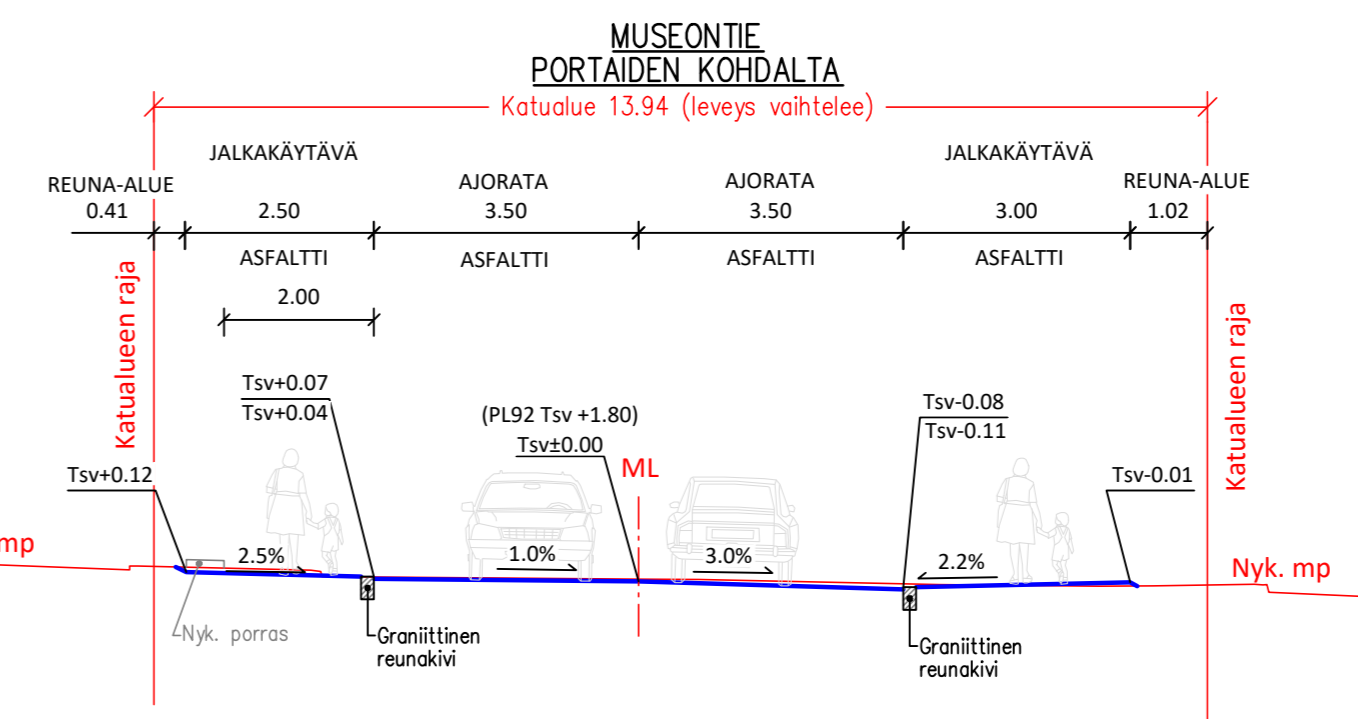 MUSEONTIE
PORTAIDEN KOHDALTA
Katualue 13.94 (leveys vaihtelee)
JALKAKÄYTÄVÄ
JALKAKÄYTÄVÄ
REUNA-ALUE
AJORATA
AJORATA
REUNA-ALUE
0.41
2.50
3.50
3.50
3.00
1.02
ASFALTTI
ASFALTTI
ASFALTTI
ASFALTTI
2.00
Katualueen raja
Katualueen raja
Tsv+0.07
Tsv+0.04
(PL92 Tsv +1.80)
Tsv±0.00
Tsv-0.08
Tsv-0.11
ML
Tsv+0.12
Tsv-0.01
mp
2.5%
1.0%
3.0%
2.2%
Nyk. mp
Nyk. porras
Graniittinen
reunakivi
Graniittinen
reunakivi